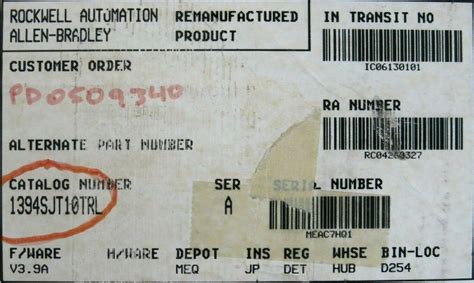 ROCKWELL AUTOMATION
ALLEN-BRADLEY
REMANUFACTURED
PRODUCT
IN TRANSIT NO
IC06130101
CUSTOMER ORDER
PD0509340
RA NUMBER
RC04260327
ALTERNATE PART NUMBER
CATALOG NUMBER
1394SJT10TRL
SER
A
SERIAL NUMBER
MEAC7HQ1
F/WARE H/WARE DEPOT INS REG WHSE BIN-LOC
V3.9A MEQ JP DET HUB D254